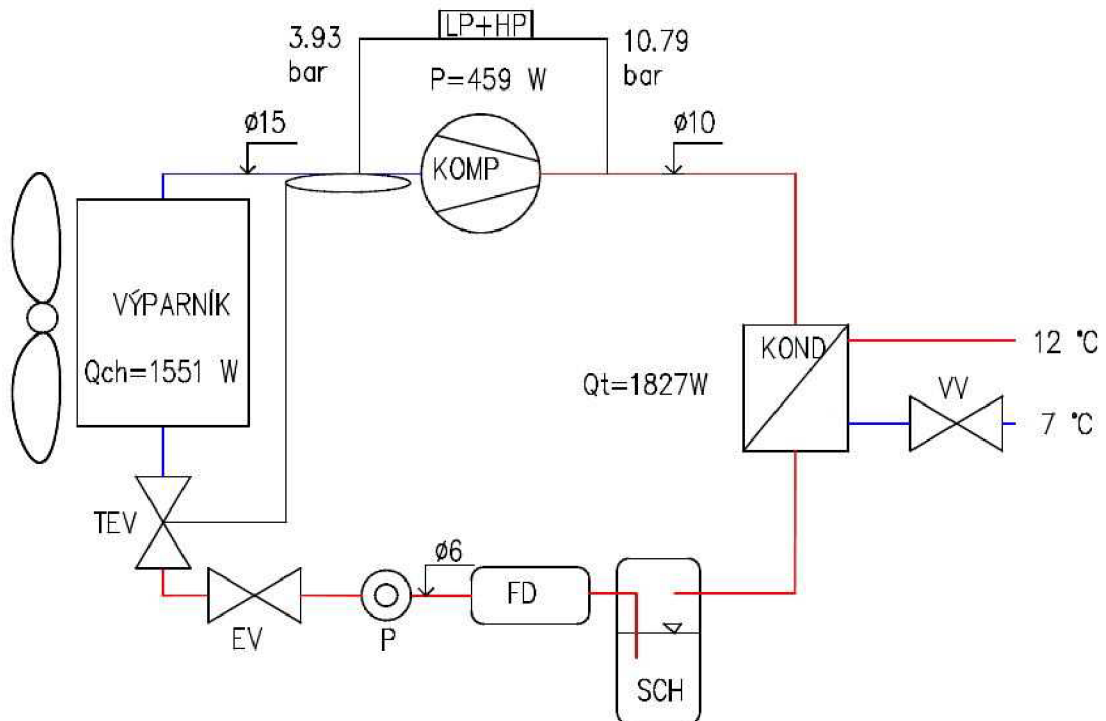 LP+HP
3.93
bar
10.79
bar
P=459 W
ø15
ø10
KOMP
VÝPARNÍK
Qch=1551 W
KOND
12 °C
Qt=1827W
VV
7 °C
TEV
ø6
FD
EV
P
SCH